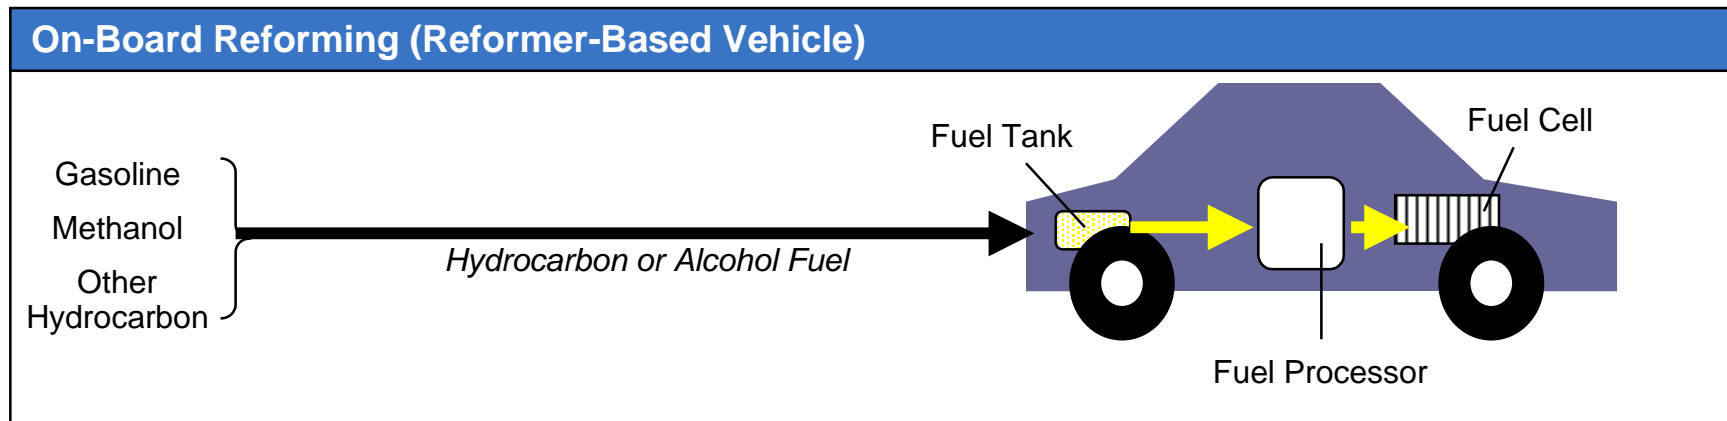 On-Board Reforming (Reformer-Based Vehicle)
Fuel Tank
Fuel Cell
Gasoline
Methanol
Other
Hydrocarbon
Hydrocarbon or Alcohol Fuel
Fuel Processor